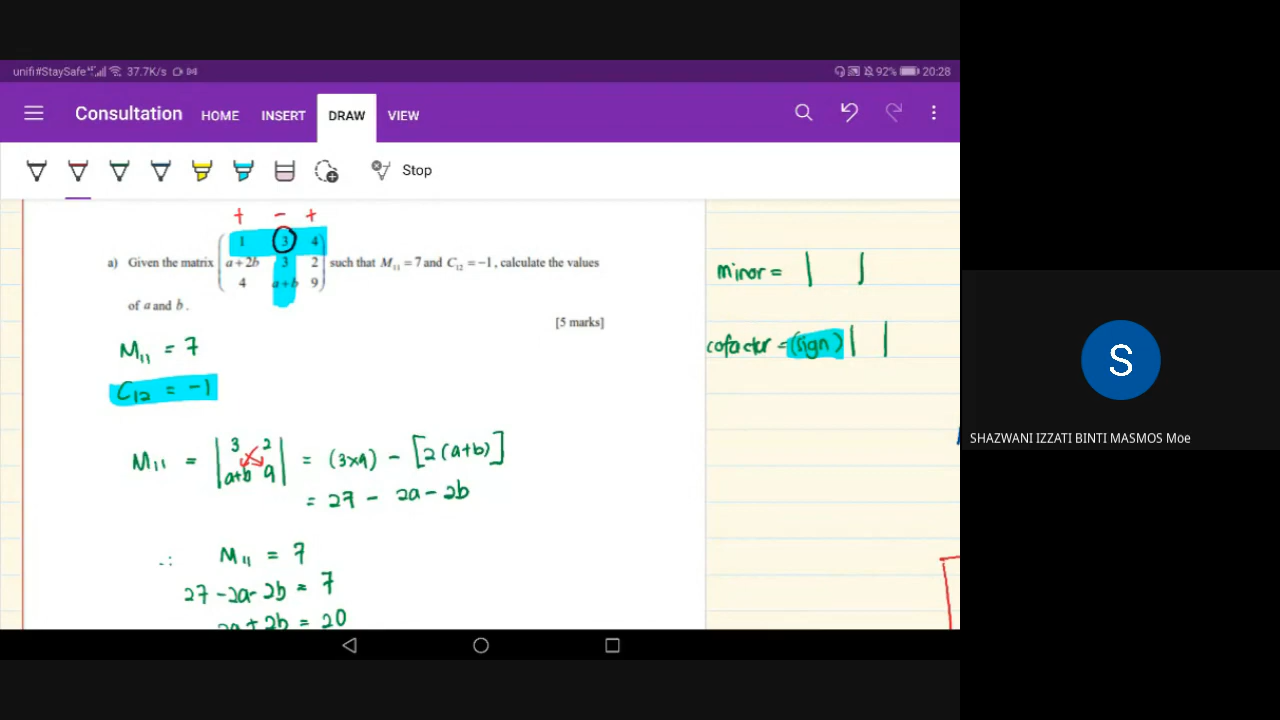 unifi#StaySafe 37.7K/s 92% 20:28
Consultation HOME INSERT DRAW VIEW
Stop
+ - +
1 3 4
a) Given the matrix a + 2b 3 2 such that M₁₁ = 7 and C₁₂ = −1, calculate the values
4 a + b 9
of a and b.
[5 marks]
M₁₁ = 7
C₁₂ = -1
M₁₁ = | 3 2 | = (3×9) - [2(a+b)]
| a+b 9 |
= 27 - 2a - 2b
∴ M₁₁ = 7
27 - 2a - 2b = 7
2a + 2b = 20
minor = | |
cofactor = (sign) | |
S
SHAZWANI IZZATI BINTI MASMOS Moe